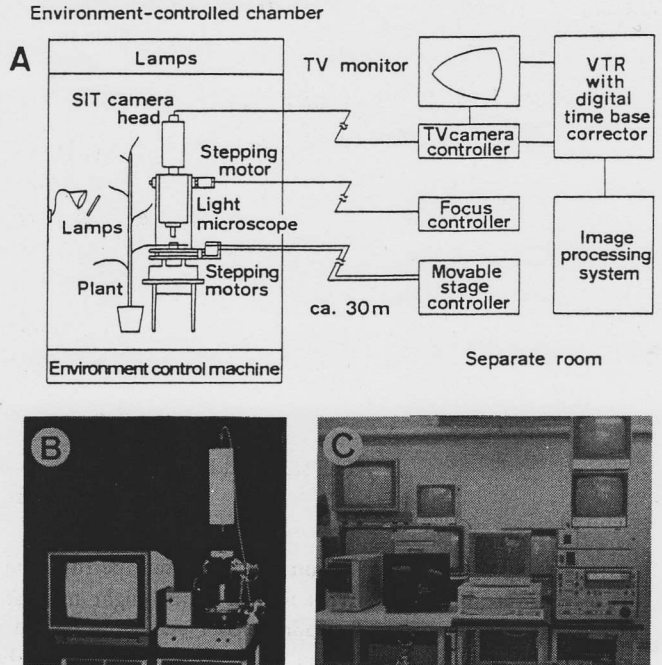 Environment-controlled chamber
A
Lamps
SIT camera
head
Stepping
motor
Light
microscope
Lamps
Plant
Stepping
motors
Environment control machine
TV monitor
TV camera
controller
Focus
controller
Movable
stage
controller
ca. 30m
VTR
with
digital
time base
corrector
Image
processing
system
Separate room
B
C